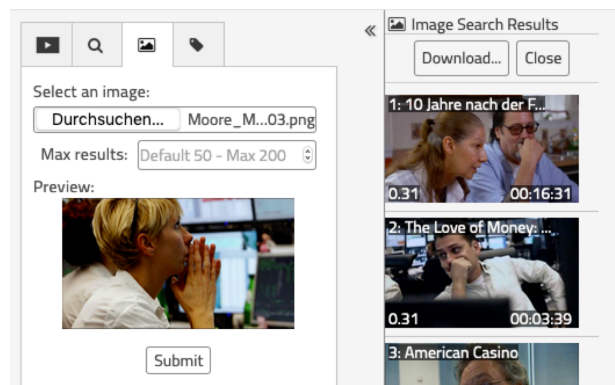 Select an image:
Durchsuchen... Moore_M...03.png
Max results: Default 50 - Max 200
Preview:
Submit
«
Image Search Results
Download... Close
1: 10 Jahre nach der F...
0.31 00:16:31
2: The Love of Money: ...
0.31 00:03:39
3: American Casino